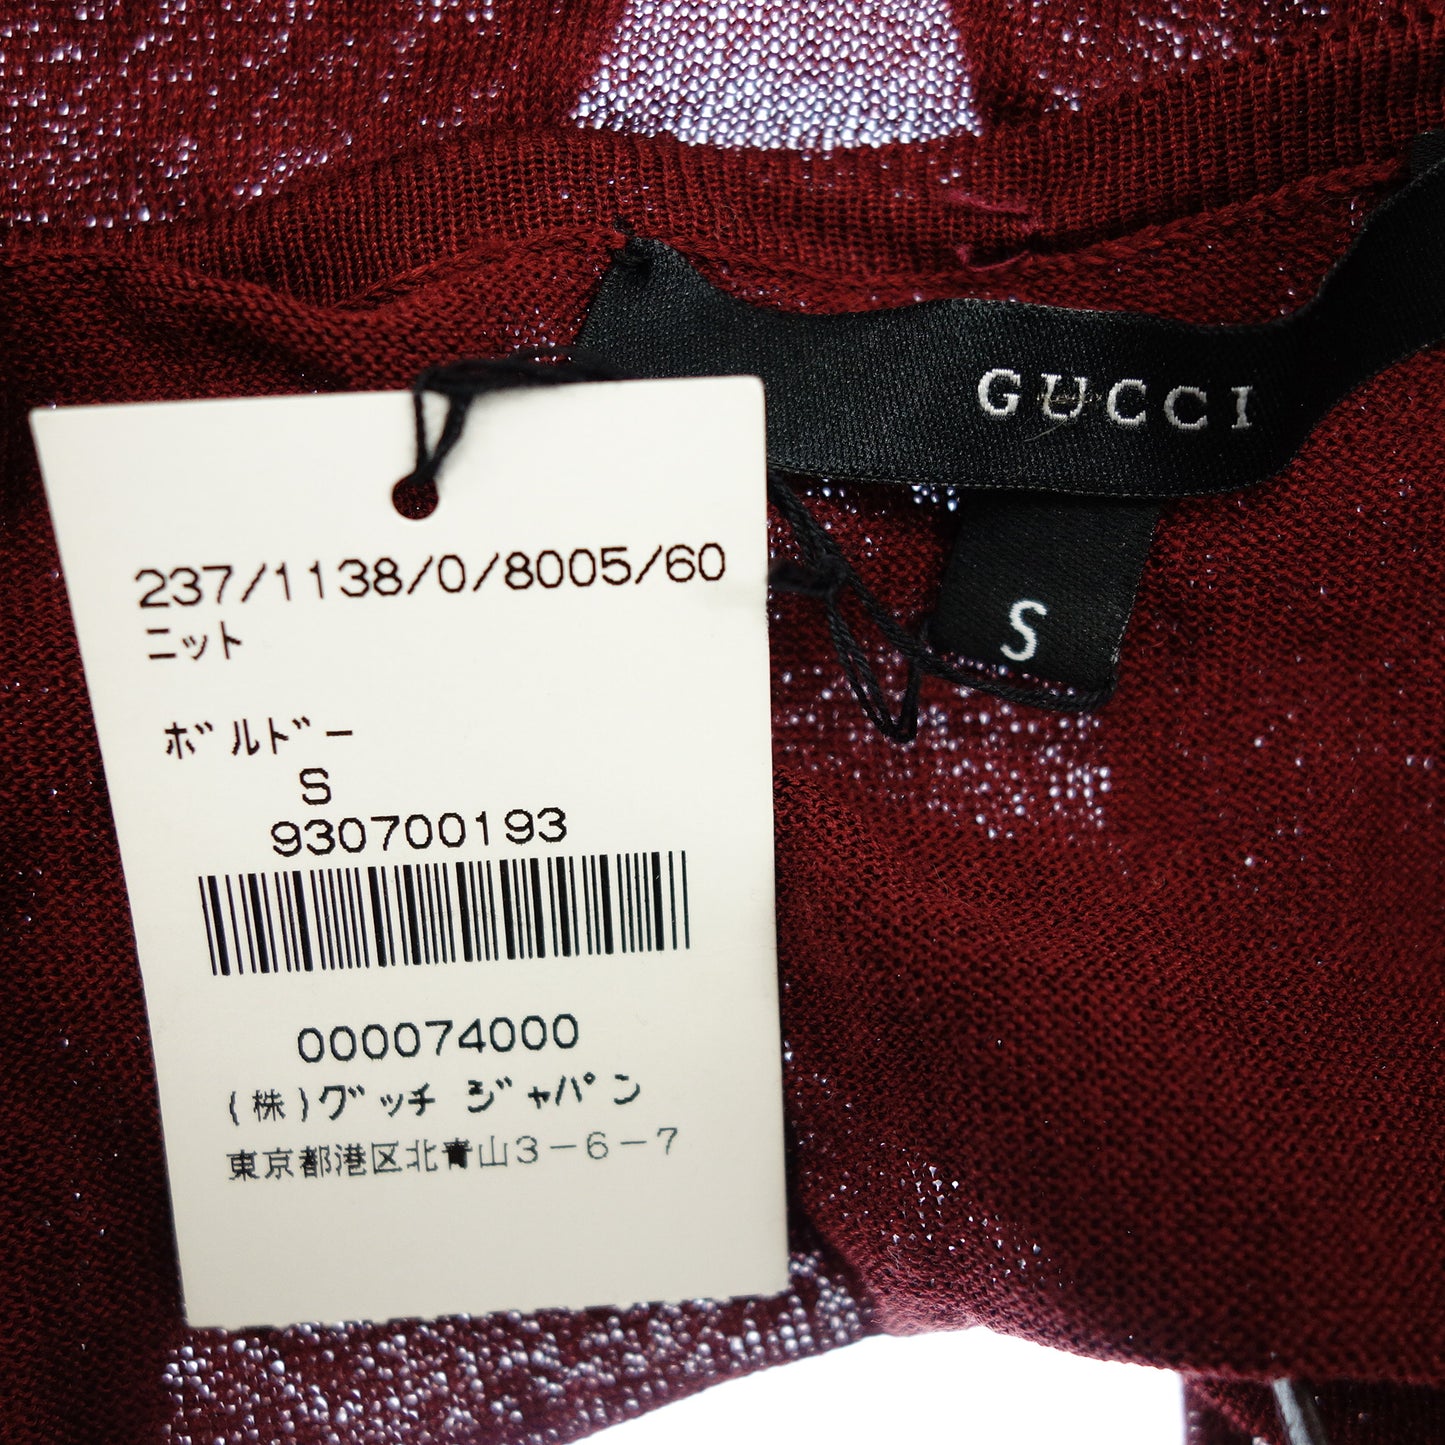 GUCCI
S
237/1138/0/8005/60
ニット
ボルドー
S
930700193
000074000
(株)グッチ ジャパン
東京都港区北青山3-6-7